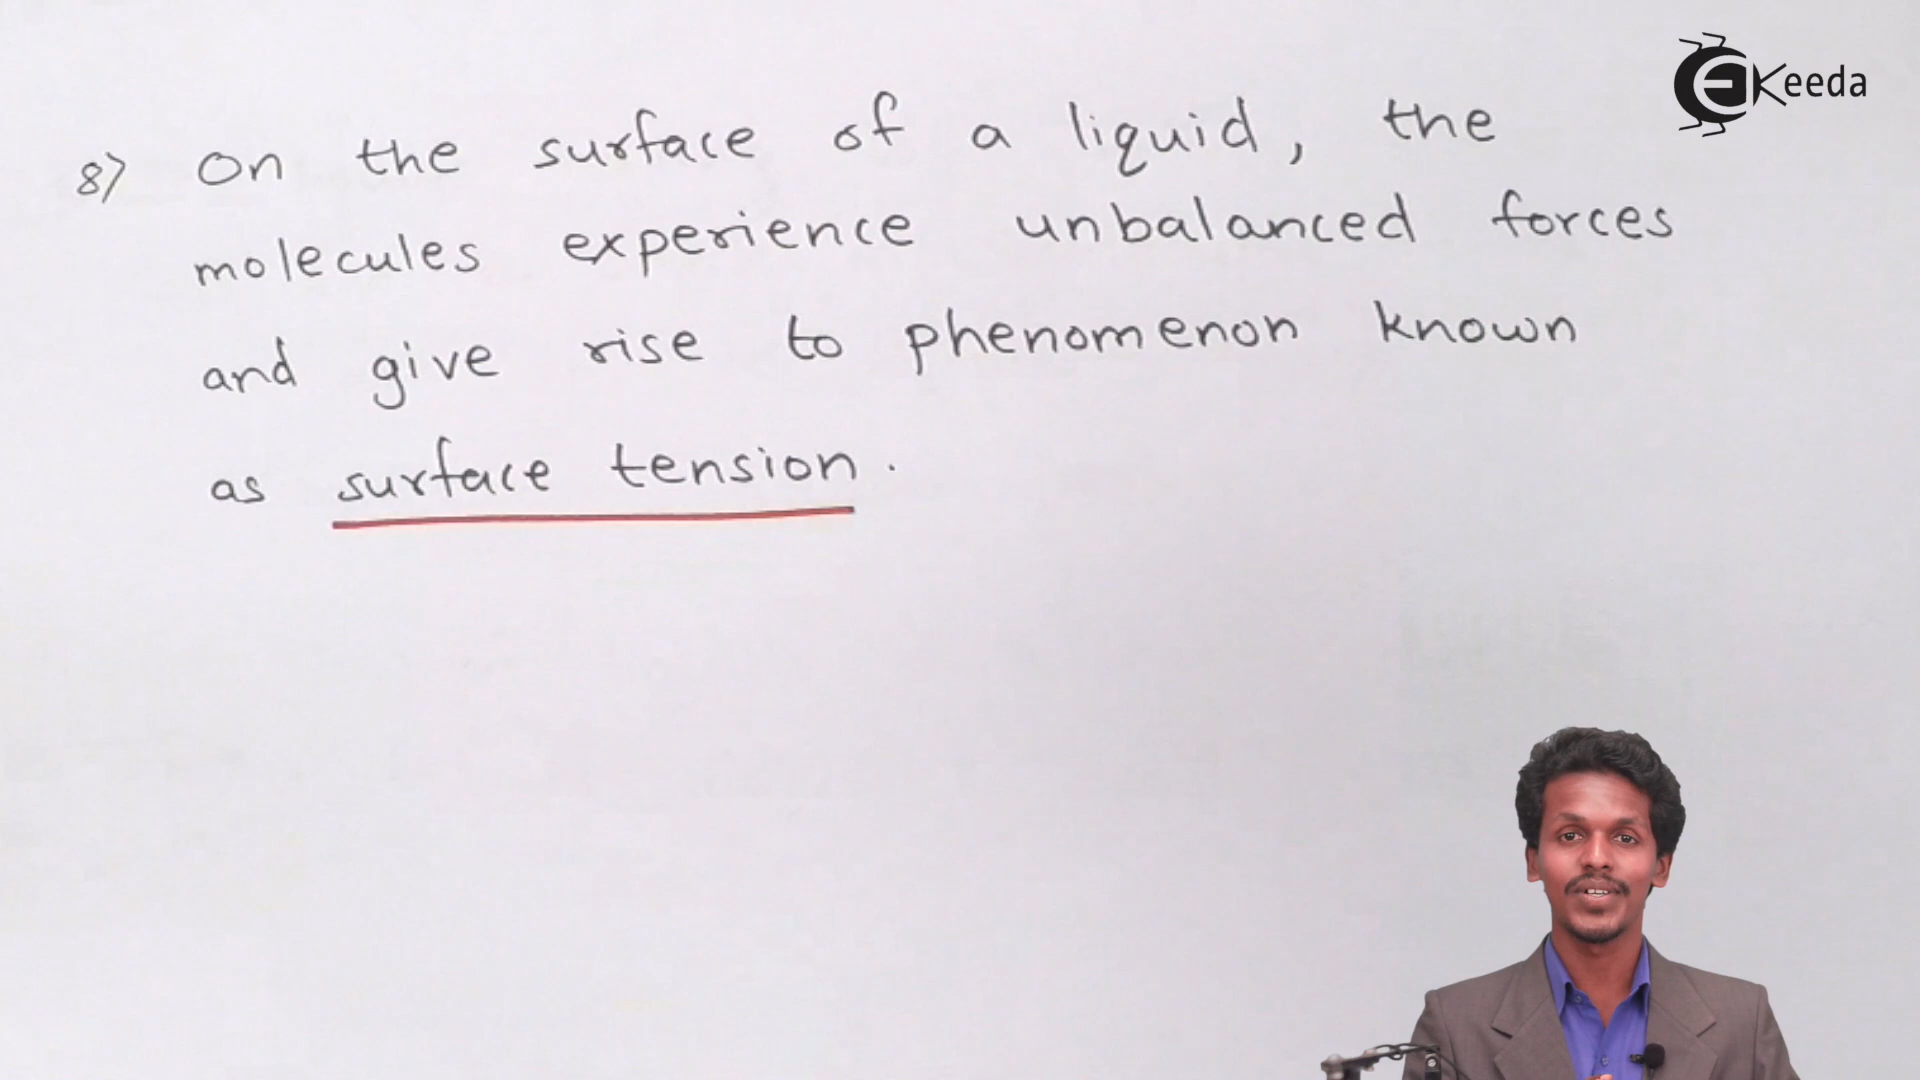 EKeeda
8) On the surface of a liquid, the
molecules experience unbalanced forces
and give rise to phenomenon known
as surface tension.